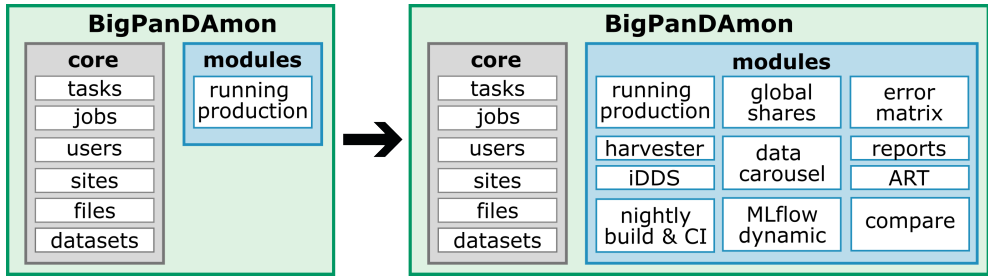 BigPanDAmon
core
tasks
jobs
users
sites
files
datasets
modules
running
production
BigPanDAmon
core
tasks
jobs
users
sites
files
datasets
modules
running
production
global
shares
error
matrix
harvester
iDDS
data
carousel
reports
ART
nightly
build & CI
MLflow
dynamic
compare